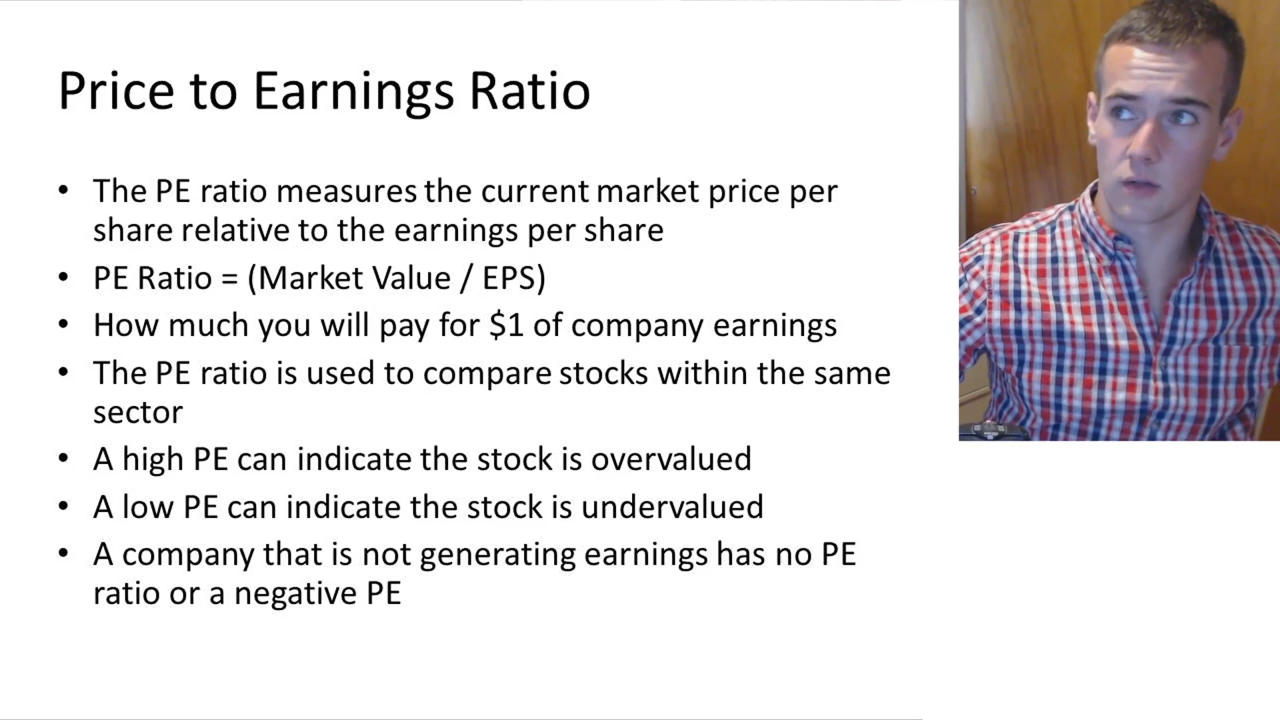 Price to Earnings Ratio
• The PE ratio measures the current market price per
share relative to the earnings per share
• PE Ratio = (Market Value / EPS)
• How much you will pay for $1 of company earnings
• The PE ratio is used to compare stocks within the same
sector
• A high PE can indicate the stock is overvalued
• A low PE can indicate the stock is undervalued
• A company that is not generating earnings has no PE
ratio or a negative PE